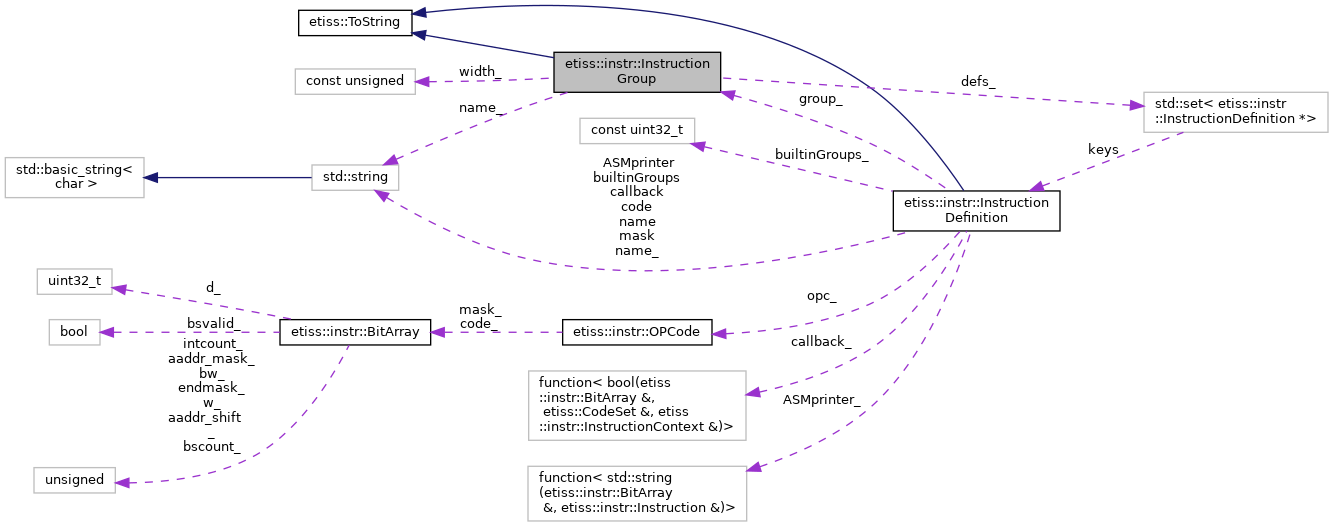 etiss::ToString
etiss::instr::Instruction
Group
const unsigned
width_
defs_
name_
group_
std::set< etiss::instr
::InstructionDefinition *>
const uint32_t
builtinGroups_
keys
std::basic_string<
char >
std::string
ASMprinter
builtinGroups
callback
code
name
mask
name_
etiss::instr::Instruction
Definition
uint32_t
d_
opc_
bool
bsvalid_
etiss::instr::BitArray
mask_
code_
etiss::instr::OPCode
intcount_
aaddr_mask_
bw_
endmask_
w_
aaddr_shift
_
bscount_
callback_
function< bool(etiss
::instr::BitArray &,
etiss::CodeSet &, etiss
::instr::InstructionContext &)>
ASMprinter_
unsigned
function< std::string
(etiss::instr::BitArray
&, etiss::instr::Instruction &)>